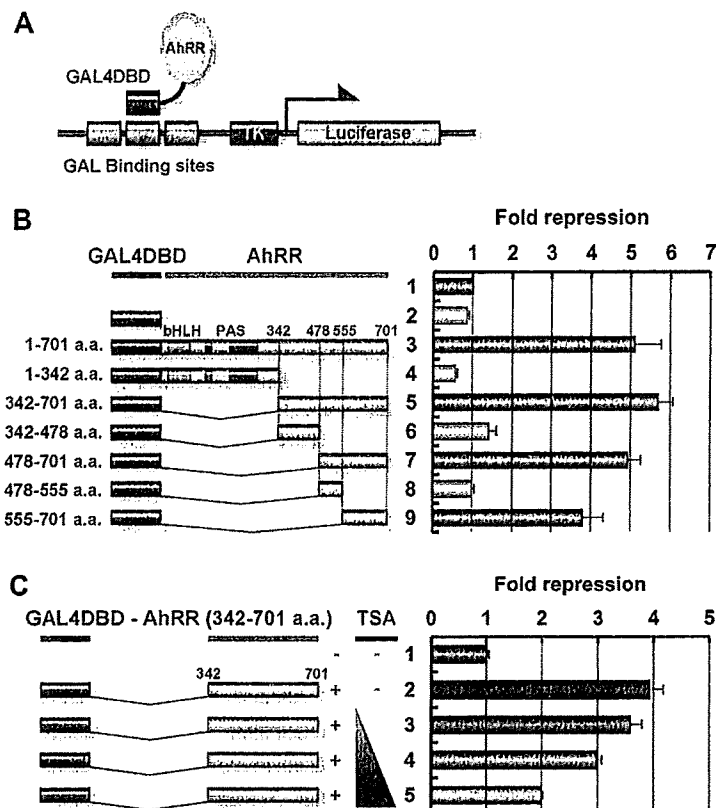 A
AhRR
GAL4DBD
TK
Luciferase
GAL Binding sites
B
Fold repression
GAL4DBD
AhRR
0 1 2 3 4 5 6 7
1
2
bHLH PAS 342 478 555 701
1-701 a.a.
3
1-342 a.a.
4
342-701 a.a.
5
342-478 a.a.
6
478-701 a.a.
7
478-555 a.a.
8
555-701 a.a.
9
C
Fold repression
GAL4DBD - AhRR (342-701 a.a.)
TSA
0 1 2 3 4 5
- - 1
342 701
+ - 2
+ 3
+ 4
+ 5